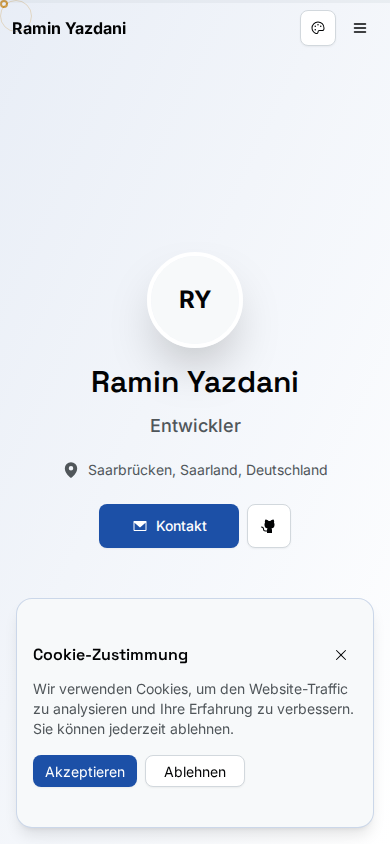 Ramin Yazdani
RY
Ramin Yazdani
Entwickler
Saarbrücken, Saarland, Deutschland
Kontakt
Cookie-Zustimmung
Wir verwenden Cookies, um den Website-Traffic
zu analysieren und Ihre Erfahrung zu verbessern.
Sie können jederzeit ablehnen.
Akzeptieren
Ablehnen